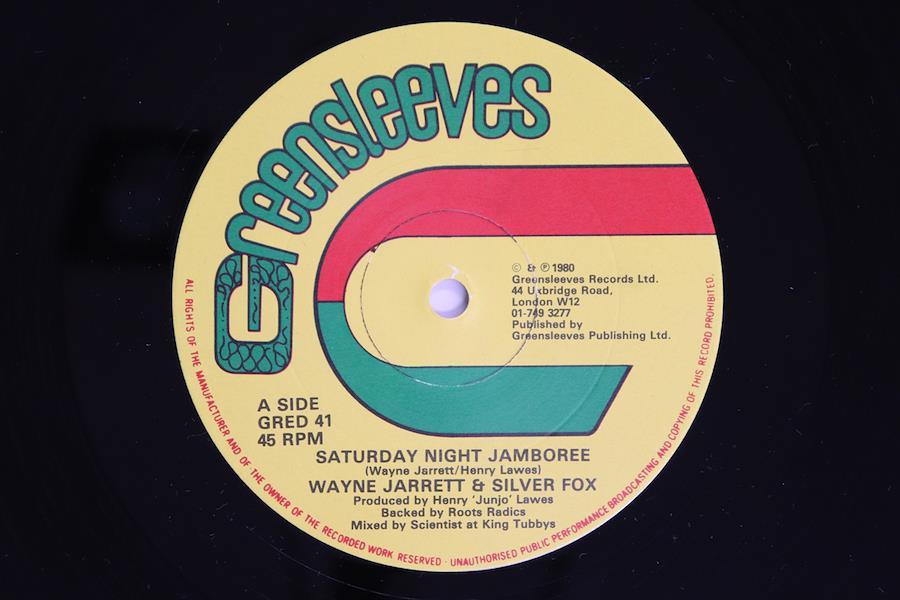 Greensleeves
© & ℗ 1980
Greensleeves Records Ltd.
44 Uxbridge Road,
London W12
01-749 3277
Published by
Greensleeves Publishing Ltd.
A SIDE
GRED 41
45 RPM
SATURDAY NIGHT JAMBOREE
(Wayne Jarrett/Henry Lawes)
WAYNE JARRETT & SILVER FOX
Produced by Henry 'Junjo' Lawes
Backed by Roots Radics
Mixed by Scientist at King Tubbys
ALL RIGHTS OF THE MANUFACTURER AND OF THE OWNER OF THE RECORDED WORK RESERVED · UNAUTHORISED PUBLIC PERFORMANCE BROADCASTING AND COPYING OF THIS RECORD PROHIBITED.